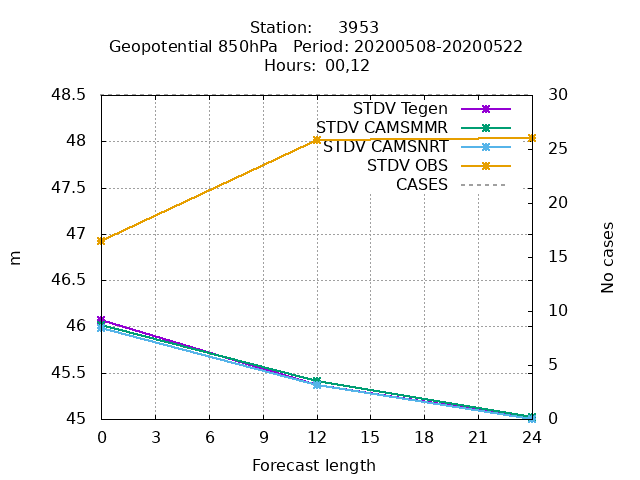 Station: 3953
Geopotential 850hPa Period: 20200508-20200522
Hours: 00,12
48.5
48
47.5
47
46.5
46
45.5
45
30
25
20
15
10
5
0
STDV Tegen
STDV CAMSMMR
STDV CAMSNRT
STDV OBS
CASES
m
No cases
0 3 6 9 12 15 18 21 24
Forecast length